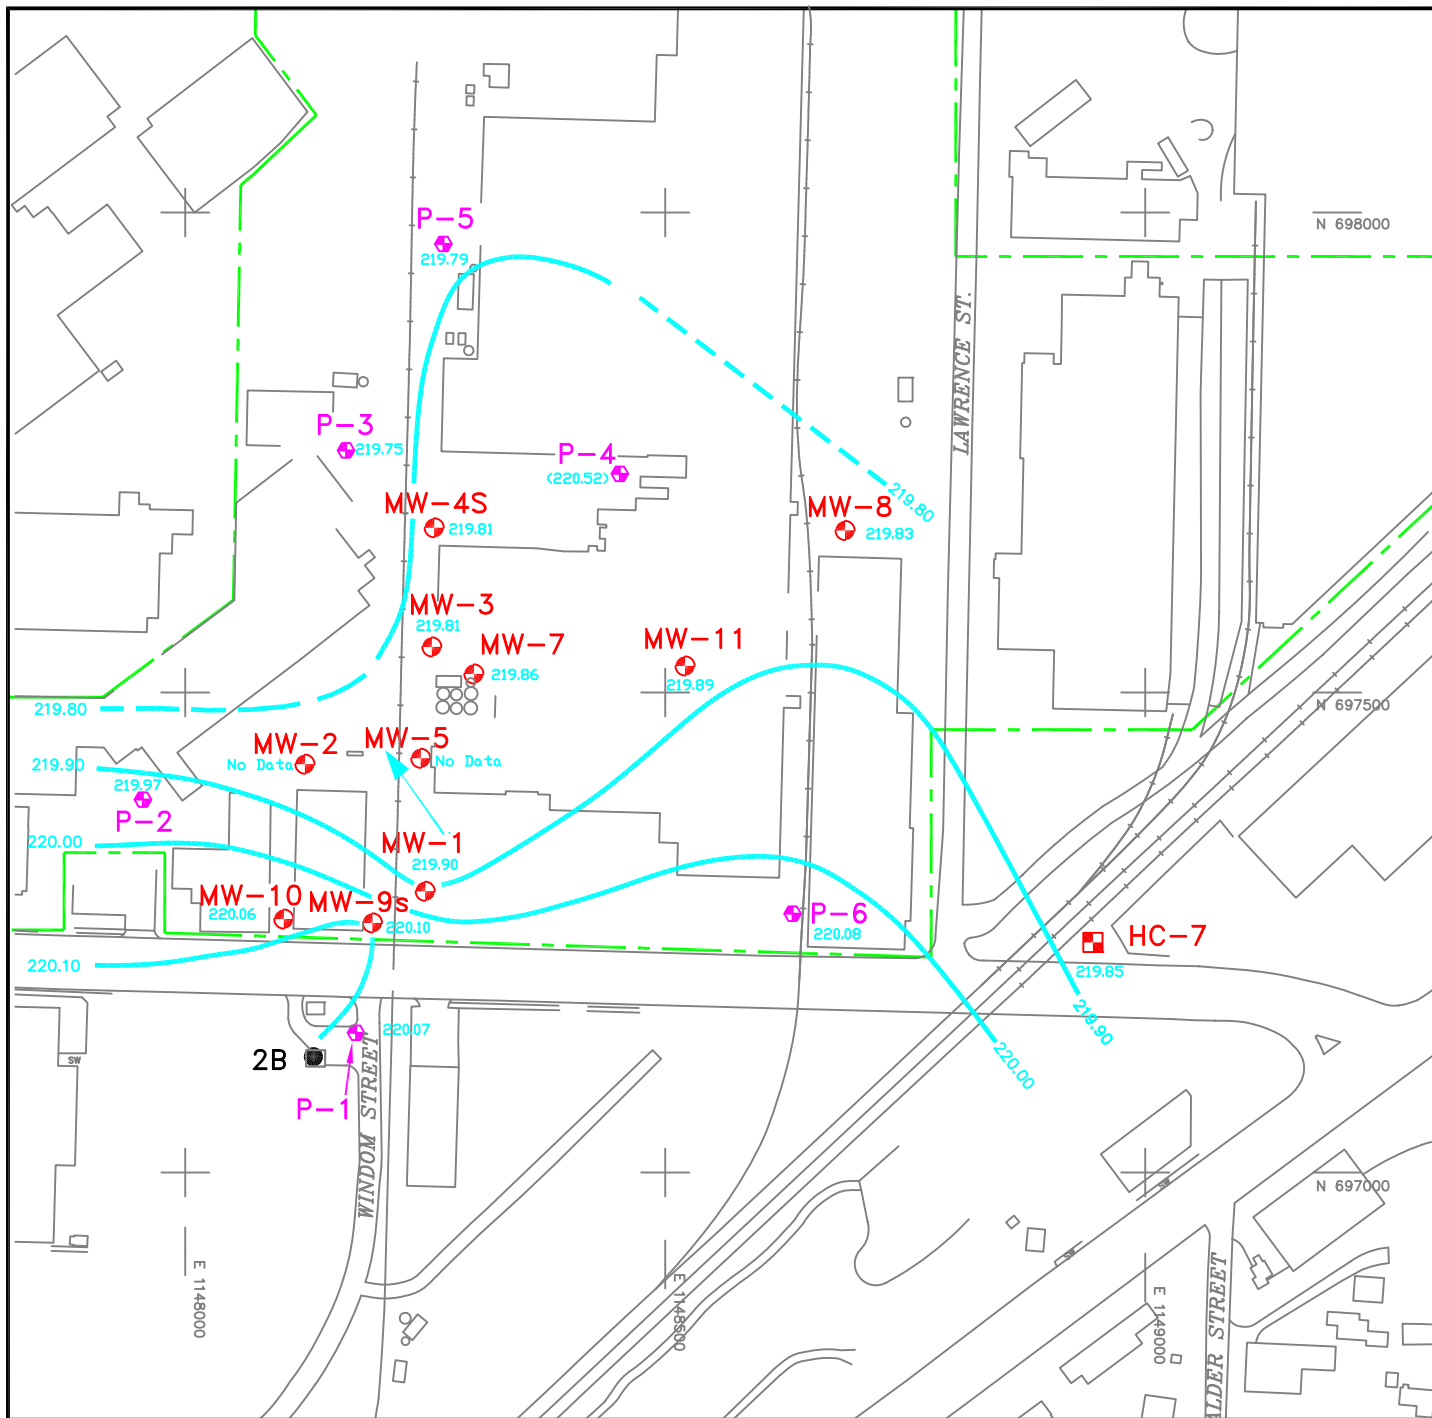 P-5
219.79
N 698000
LAWRENCE ST.
P-3
219.75
P-4
(220.52)
219.80
MW-4S
219.81
MW-8
219.83
MW-3
219.81
MW-7
219.86
MW-11
219.89
219.80
N 697500
MW-2
No Data
MW-5
No Data
219.90
219.97
P-2
220.00
MW-1
219.90
MW-10
220.06
MW-9s
220.10
P-6
220.08
HC-7
219.85
220.10
219.90
220.07
220.00
2B
SW
P-1
WINDOM STREET
N 697000
SW
SW
E 1148000
E 1148500
E 1149000
ALDER STREET